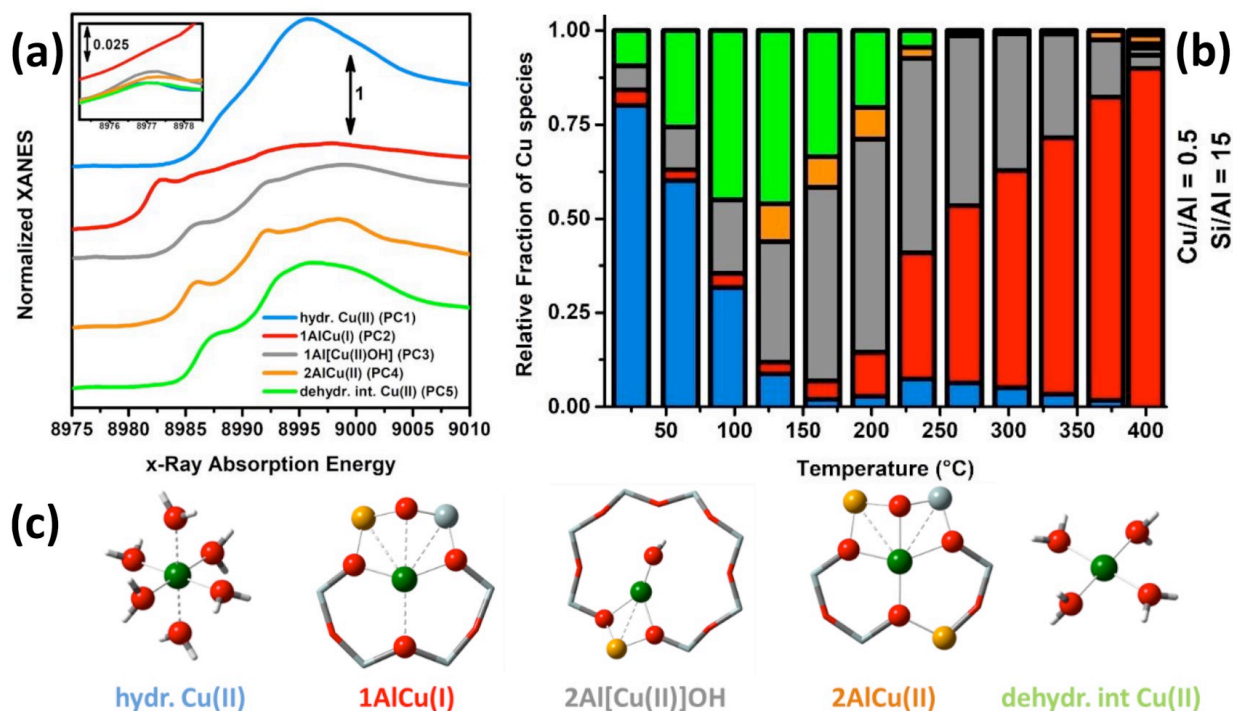 (a)
0.025
8976 8977 8978
1
Normalized XANES
hydr. Cu(II) (PC1)
1AlCu(I) (PC2)
1Al[Cu(II)OH] (PC3)
2AlCu(II) (PC4)
dehydr. int. Cu(II) (PC5)
8975 8980 8985 8990 8995 9000 9005 9010
x-Ray Absorption Energy
(b)
Relative Fraction of Cu species
1.00
0.75
0.50
0.25
0.00
50 100 150 200 250 300 350 400
Temperature (°C)
Cu/Al = 0.5
Si/Al = 15
(c)
hydr. Cu(II) 1AlCu(I) 2Al[Cu(II)]OH 2AlCu(II) dehydr. int Cu(II)